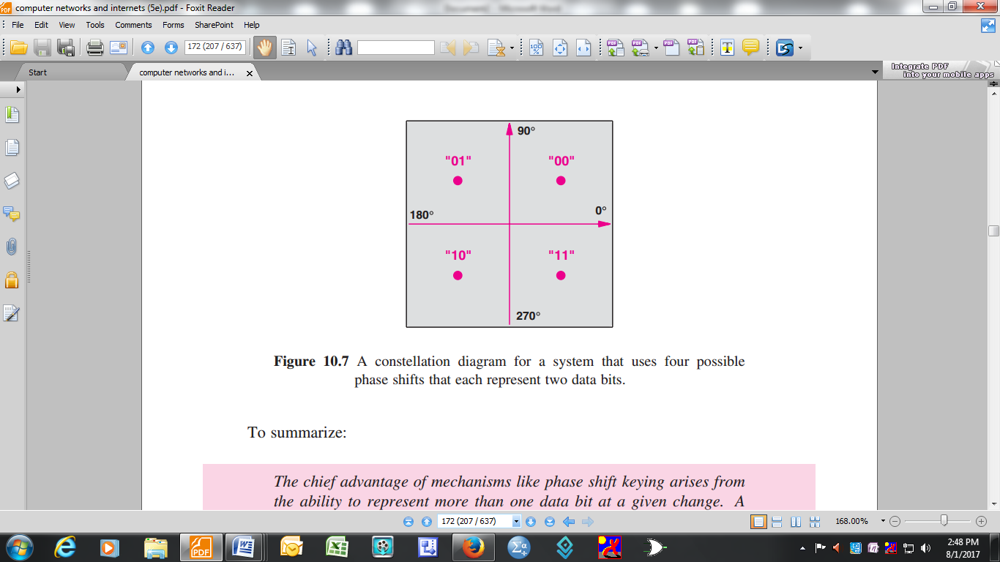 computer networks and internets (5e).pdf - Foxit Reader
File Edit View Tools Comments Forms SharePoint Help
172 (207 / 637)
Start
computer networks and i...
Integrate PDF
into your mobile apps
90°
"01" "00"
180° 0°
"10" "11"
270°
Figure 10.7 A constellation diagram for a system that uses four possible
phase shifts that each represent two data bits.
To summarize:
The chief advantage of mechanisms like phase shift keying arises from
the ability to represent more than one data bit at a given change. A
172 (207 / 637)
168.00%
2:48 PM
8/1/2017